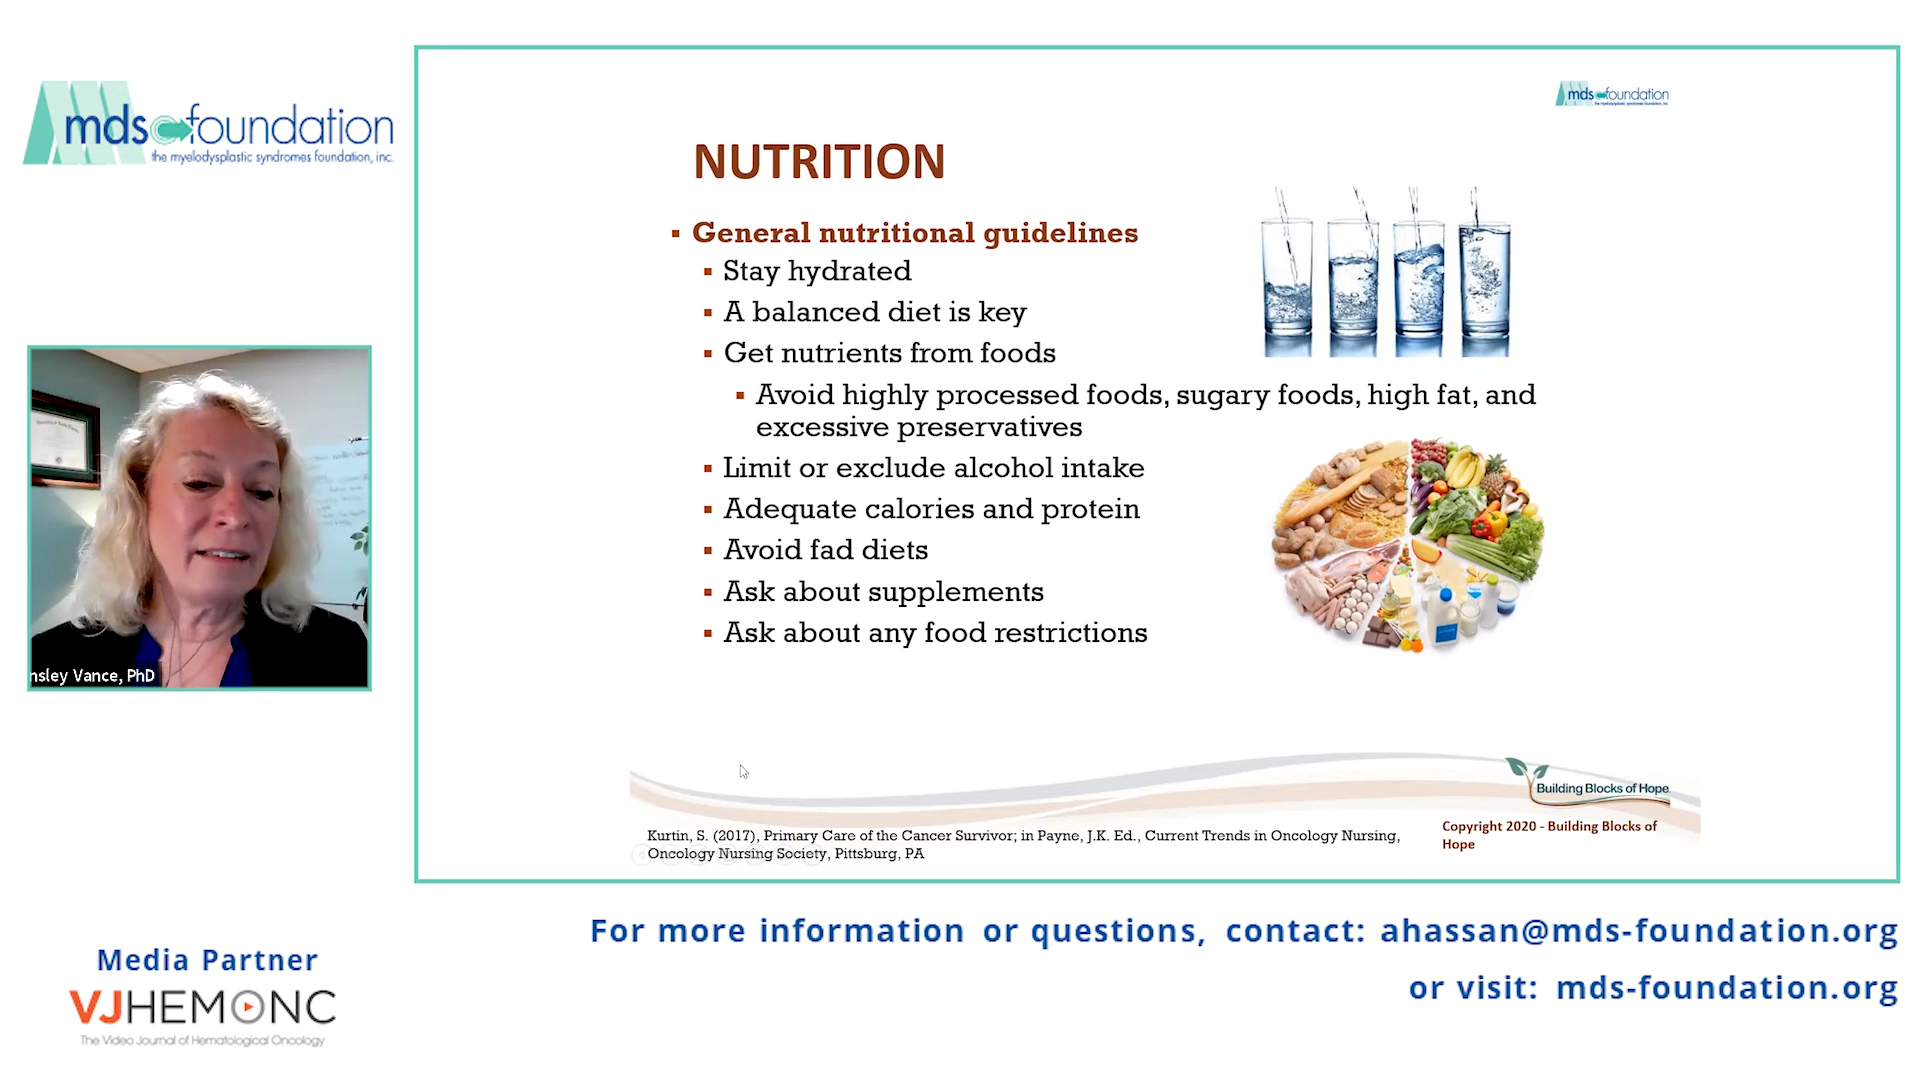 mds foundation
the myelodysplastic syndromes foundation, inc.
mds foundation
the myelodysplastic syndromes foundation, inc.
NUTRITION
General nutritional guidelines
Stay hydrated
A balanced diet is key
Get nutrients from foods
Avoid highly processed foods, sugary foods, high fat, and
excessive preservatives
Limit or exclude alcohol intake
Adequate calories and protein
Avoid fad diets
Ask about supplements
Ask about any food restrictions
nsley Vance, PhD
Building Blocks of Hope
Kurtin, S. (2017), Primary Care of the Cancer Survivor; in Payne, J.K. Ed., Current Trends in Oncology Nursing,
Oncology Nursing Society, Pittsburg, PA
Copyright 2020 - Building Blocks of
Hope
For more information or questions, contact: ahassan@mds-foundation.org
or visit: mds-foundation.org
Media Partner
VJHEMONC
The Video Journal of Hematological Oncology